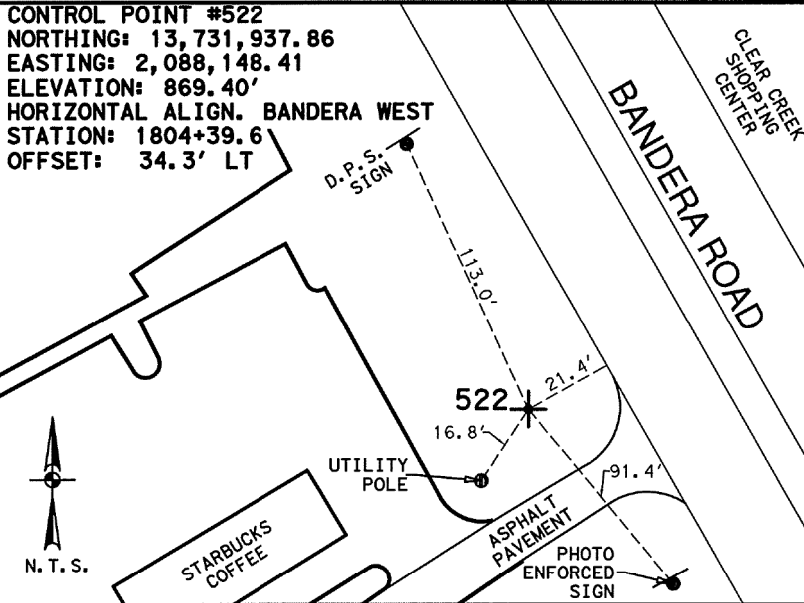 CONTROL POINT #522
NORTHING: 13,731,937.86
EASTING: 2,088,148.41
ELEVATION: 869.40'
HORIZONTAL ALIGN. BANDERA WEST
STATION: 1804+39.6
OFFSET: 34.3' LT
CLEAR CREEK
SHOPPING
CENTER
BANDERA ROAD
D.P.S.
SIGN
113.0'
21.4'
522
16.8'
UTILITY
POLE
91.4'
ASPHALT
PAVEMENT
STARBUCKS
COFFEE
PHOTO
ENFORCED
SIGN
N.T.S.